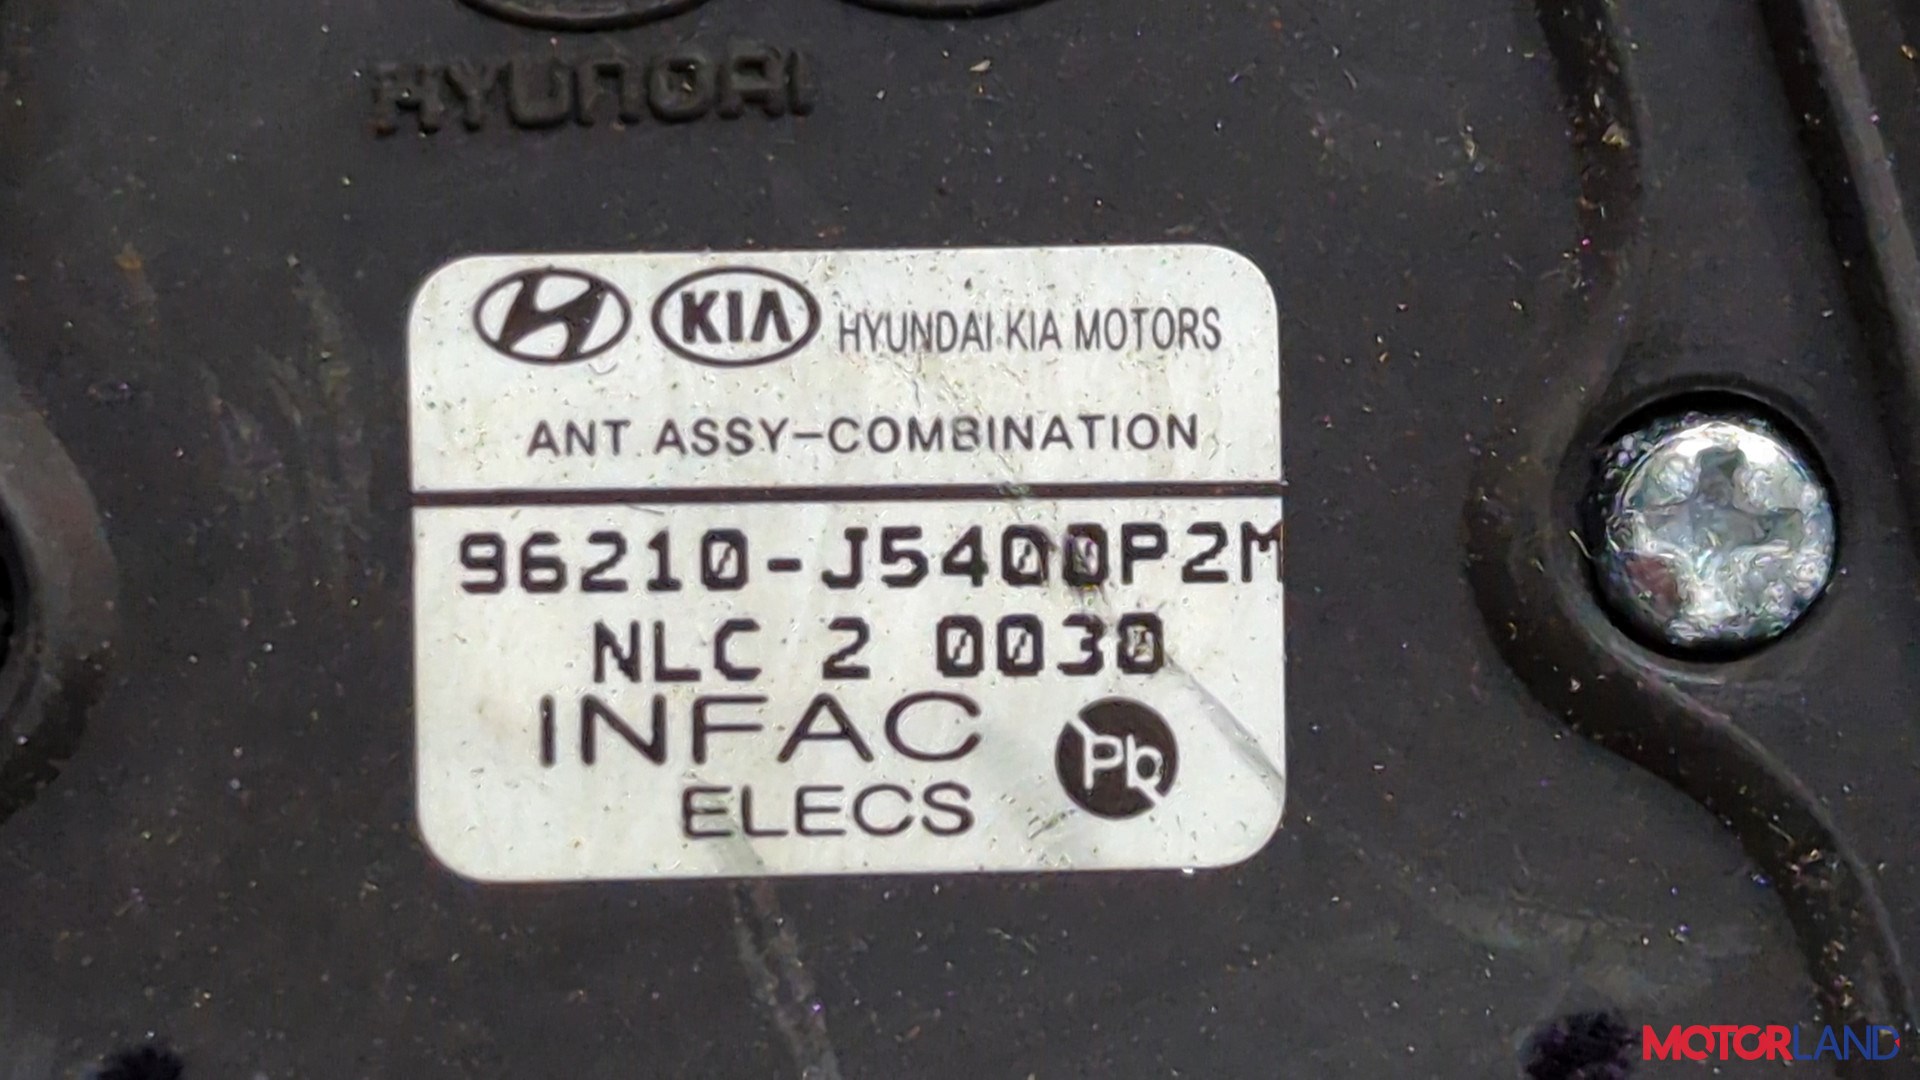 HYUNDAI
KIA HYUNDAI·KIA MOTORS
ANT ASSY-COMBINATION
96210-J5400P2M
NLC 2 0030
INFAC
ELECS
Pb
MOTORLAND